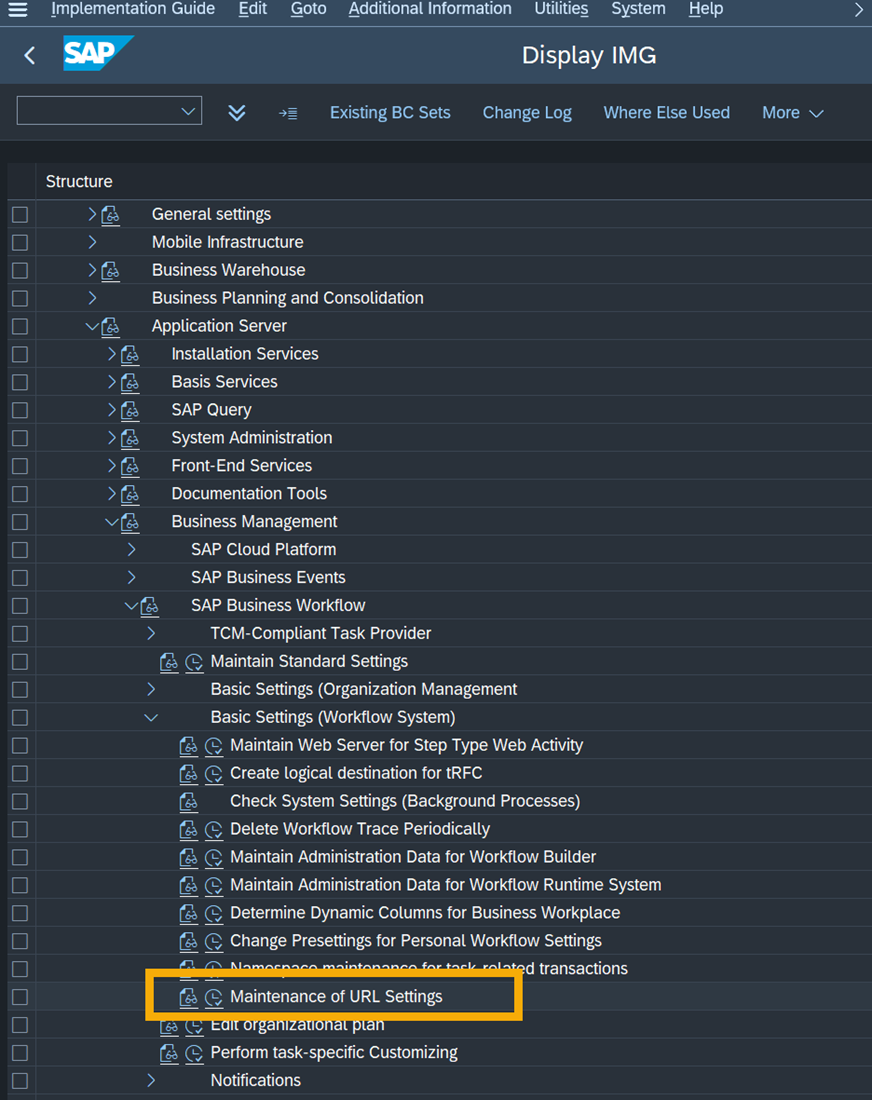 Implementation Guide Edit Goto Additional Information Utilities System Help
SAP Display IMG
Existing BC Sets Change Log Where Else Used More
Structure
General settings
Mobile Infrastructure
Business Warehouse
Business Planning and Consolidation
Application Server
Installation Services
Basis Services
SAP Query
System Administration
Front-End Services
Documentation Tools
Business Management
SAP Cloud Platform
SAP Business Events
SAP Business Workflow
TCM-Compliant Task Provider
Maintain Standard Settings
Basic Settings (Organization Management
Basic Settings (Workflow System)
Maintain Web Server for Step Type Web Activity
Create logical destination for tRFC
Check System Settings (Background Processes)
Delete Workflow Trace Periodically
Maintain Administration Data for Workflow Builder
Maintain Administration Data for Workflow Runtime System
Determine Dynamic Columns for Business Workplace
Change Presettings for Personal Workflow Settings
Namespace maintenance for task-related transactions
Maintenance of URL Settings
Edit organizational plan
Perform task-specific Customizing
Notifications